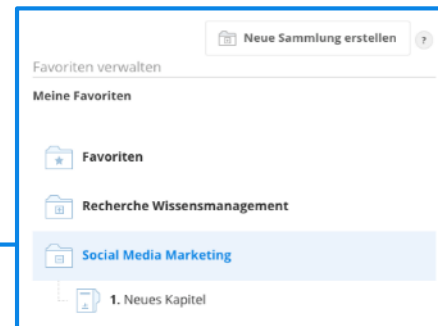 Neue Sammlung erstellen ?
Favoriten verwalten
Meine Favoriten
Favoriten
Recherche Wissensmanagement
Social Media Marketing
1. Neues Kapitel